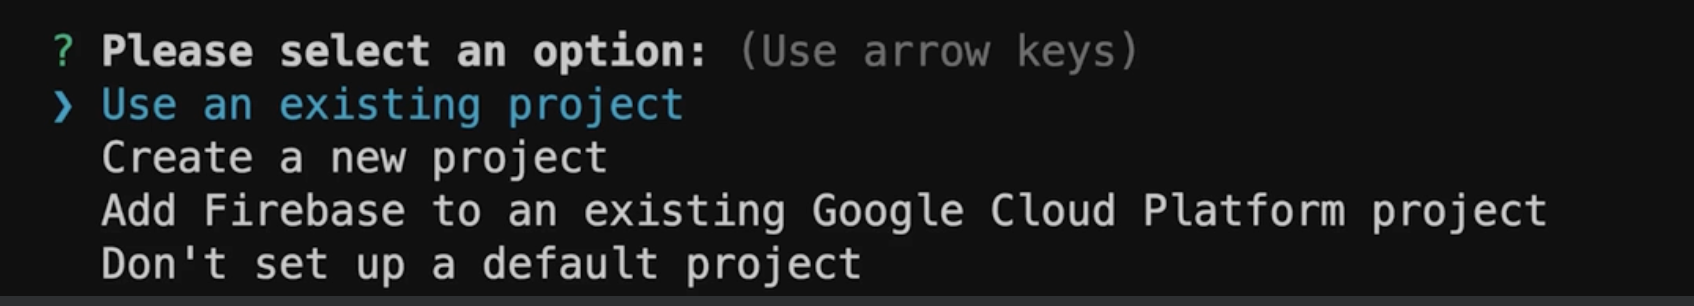 ? Please select an option: (Use arrow keys)
❯ Use an existing project
Create a new project
Add Firebase to an existing Google Cloud Platform project
Don't set up a default project